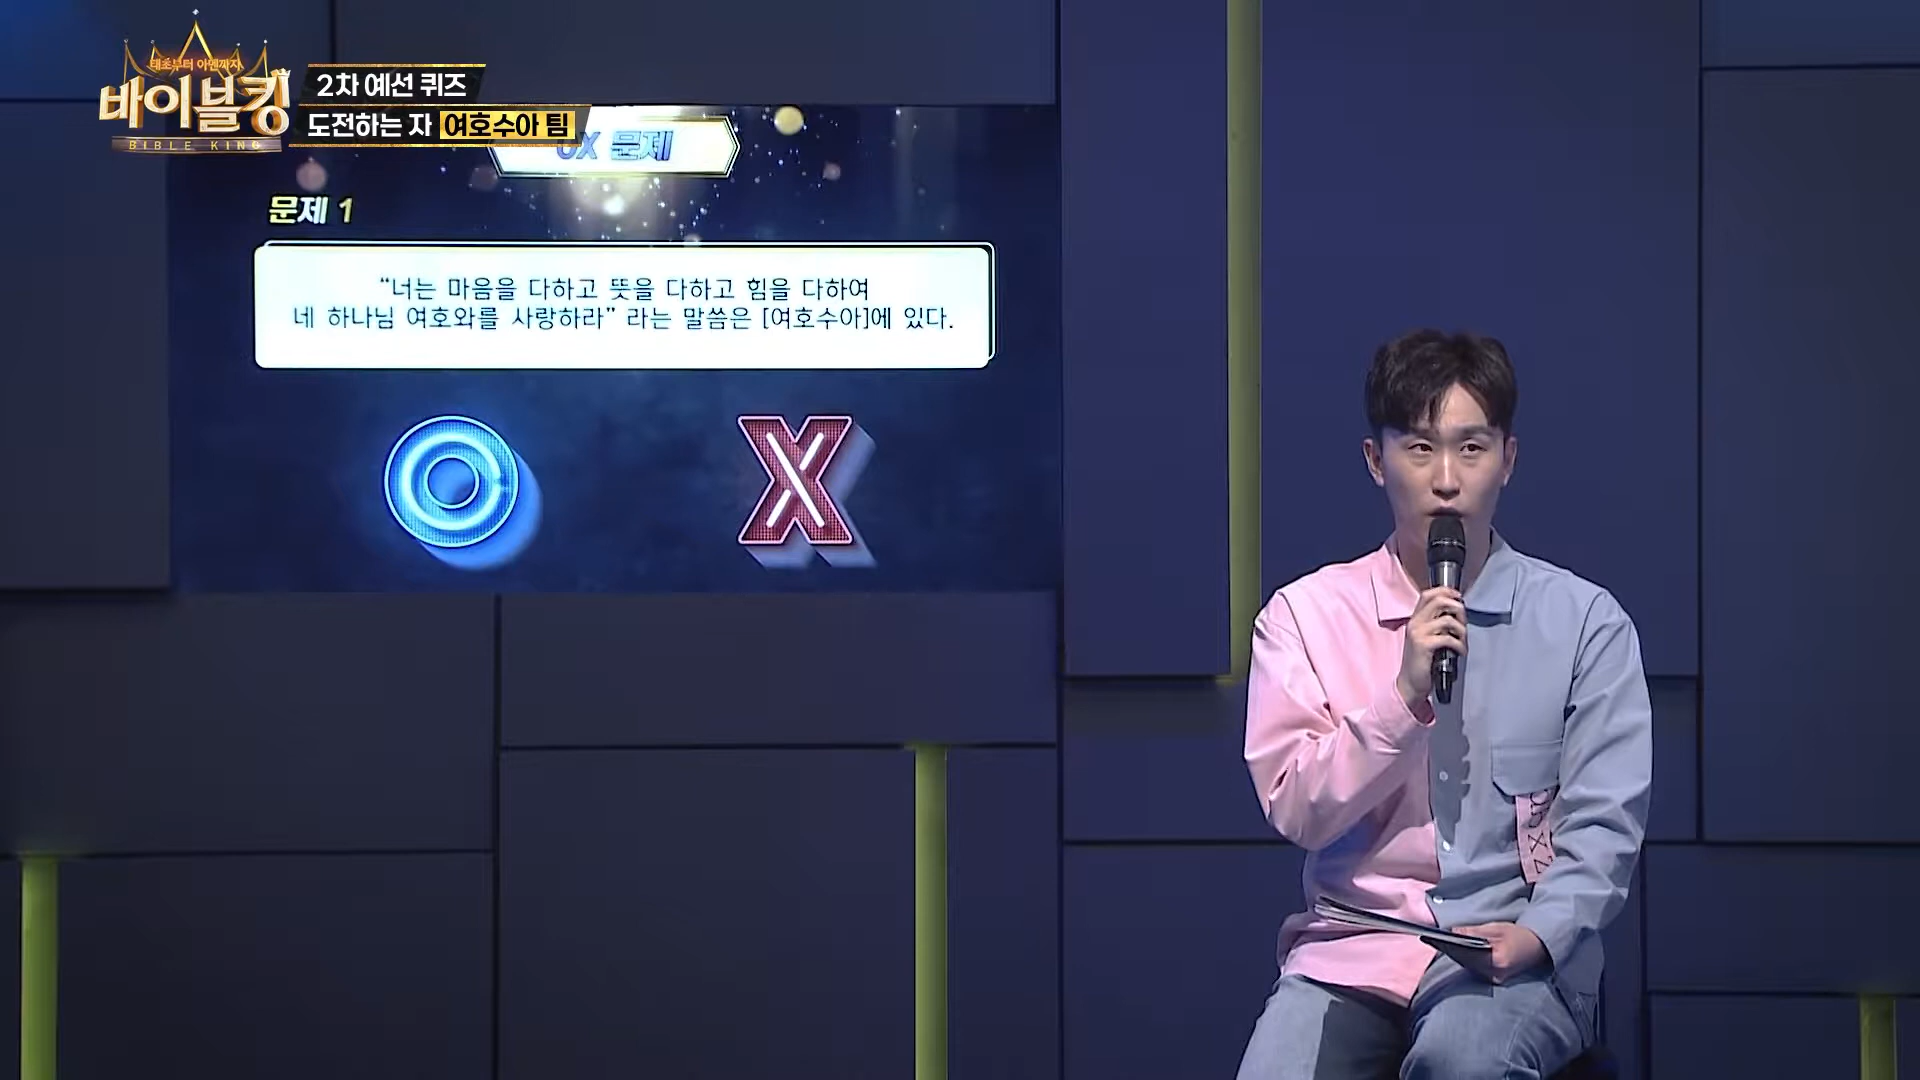 태초부터 아멘까지
바이블킹
BIBLE KING
2차 예선 퀴즈
도전하는 자 여호수아 팀
OX 문제
문제 1
“너는 마음을 다하고 뜻을 다하고 힘을 다하여
네 하나님 여호와를 사랑하라” 라는 말씀은 [여호수아]에 있다.
O X